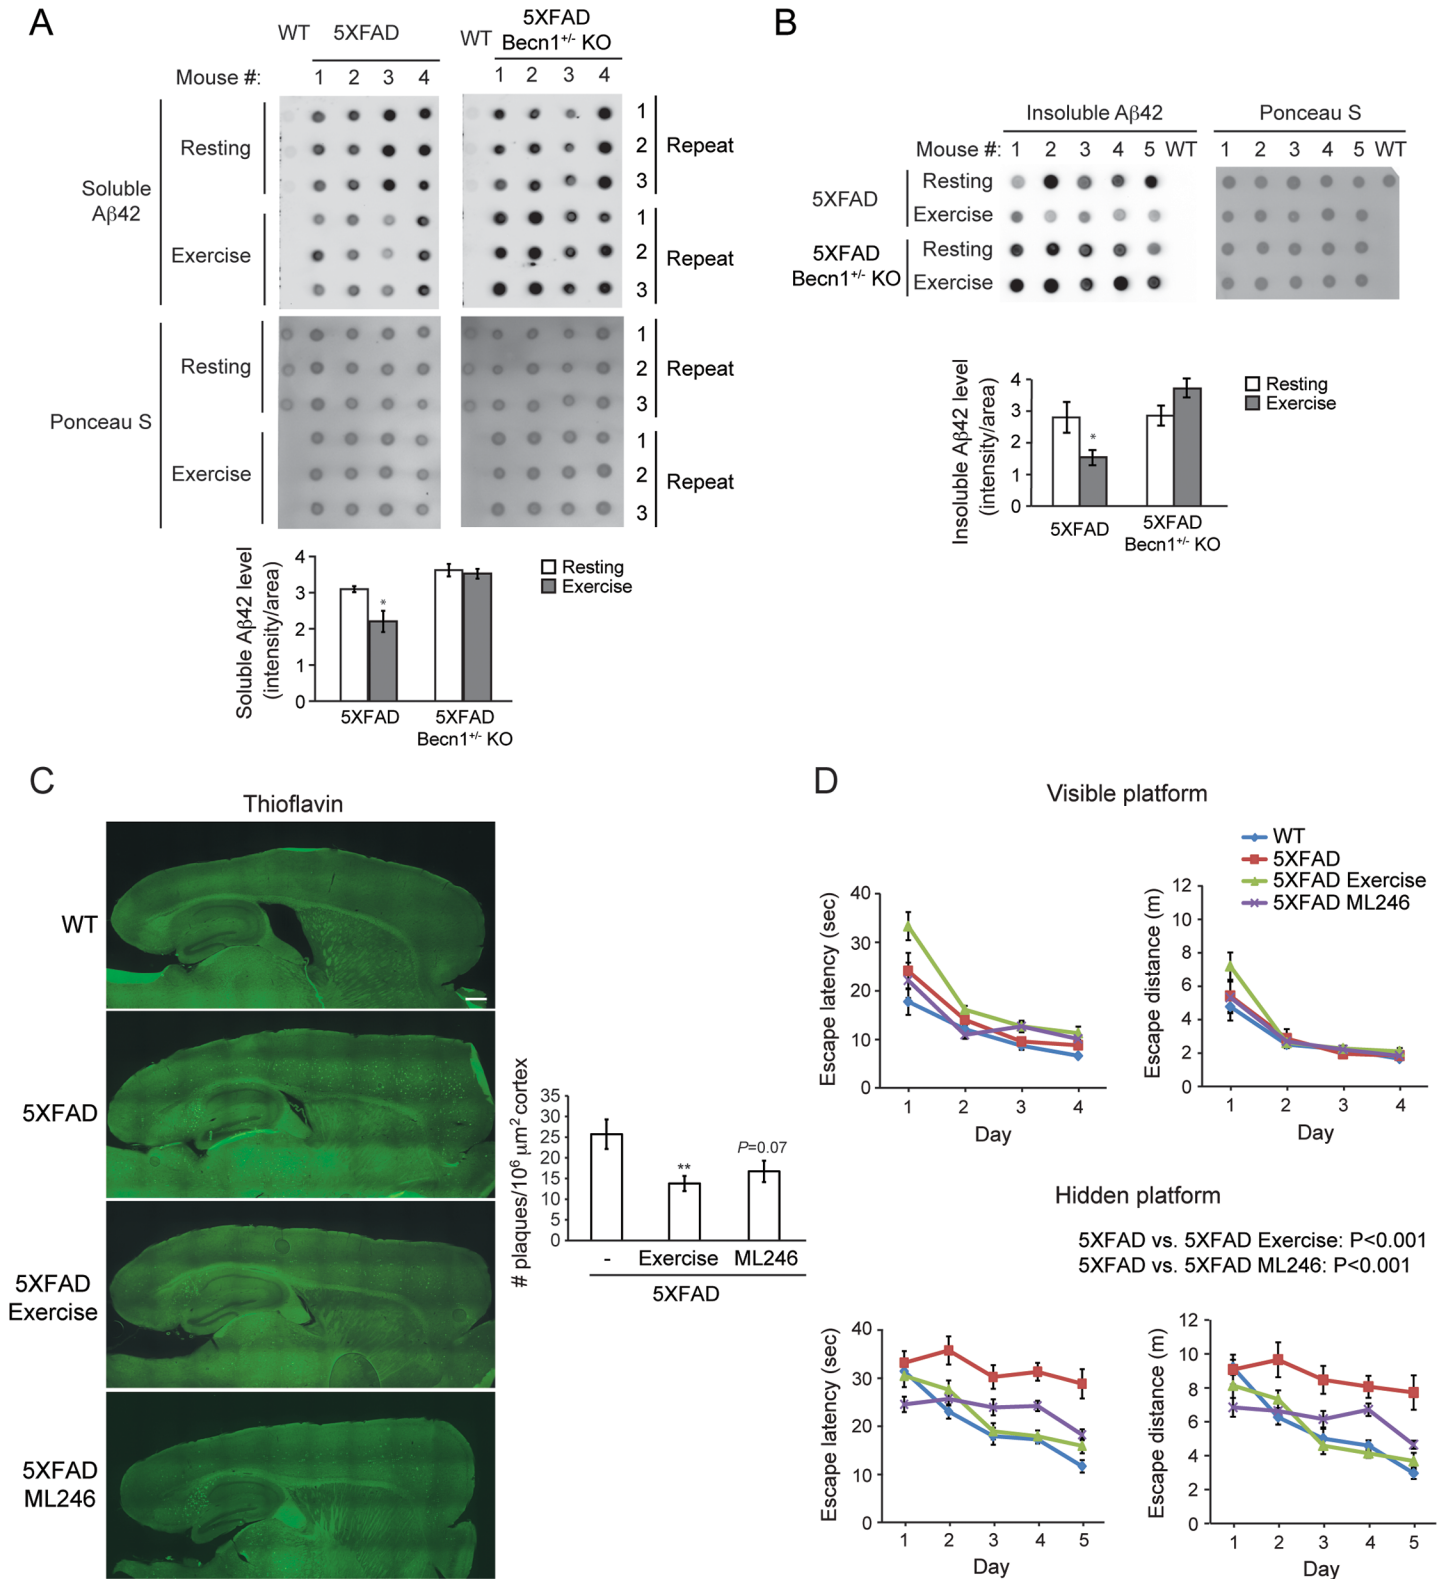 A
WT 5XFAD
WT 5XFAD
Becn1+/- KO
Mouse #: 1 2 3 4 1 2 3 4
Soluble
Aβ42
Resting
Exercise
1
2 Repeat
3
1
2 Repeat
3
Ponceau S
Resting
Exercise
1
2 Repeat
3
1
2 Repeat
3
Soluble Aβ42 level
(intensity/area)
4
3
2
1
0
*
Resting
Exercise
5XFAD 5XFAD
Becn1+/- KO
B
Insoluble Aβ42 Ponceau S
Mouse #: 1 2 3 4 5 WT 1 2 3 4 5 WT
5XFAD
Resting
Exercise
5XFAD
Becn1+/- KO
Resting
Exercise
Insoluble Aβ42 level
(intensity/area)
4
3
2
1
0
*
Resting
Exercise
5XFAD 5XFAD
Becn1+/- KO
C
Thioflavin
WT
5XFAD
5XFAD
Exercise
5XFAD
ML246
# plaques/10⁶ μm² cortex
35
30
25
20
15
10
5
0
**
P=0.07
- Exercise ML246
5XFAD
D
Visible platform
WT
5XFAD
5XFAD Exercise
5XFAD ML246
Escape latency (sec)
40
30
20
10
0
1 2 3 4
Day
Escape distance (m)
12
10
8
6
4
2
0
1 2 3 4
Day
Hidden platform
5XFAD vs. 5XFAD Exercise: P<0.001
5XFAD vs. 5XFAD ML246: P<0.001
Escape latency (sec)
40
30
20
10
0
1 2 3 4 5
Day
Escape distance (m)
12
10
8
6
4
2
0
1 2 3 4 5
Day